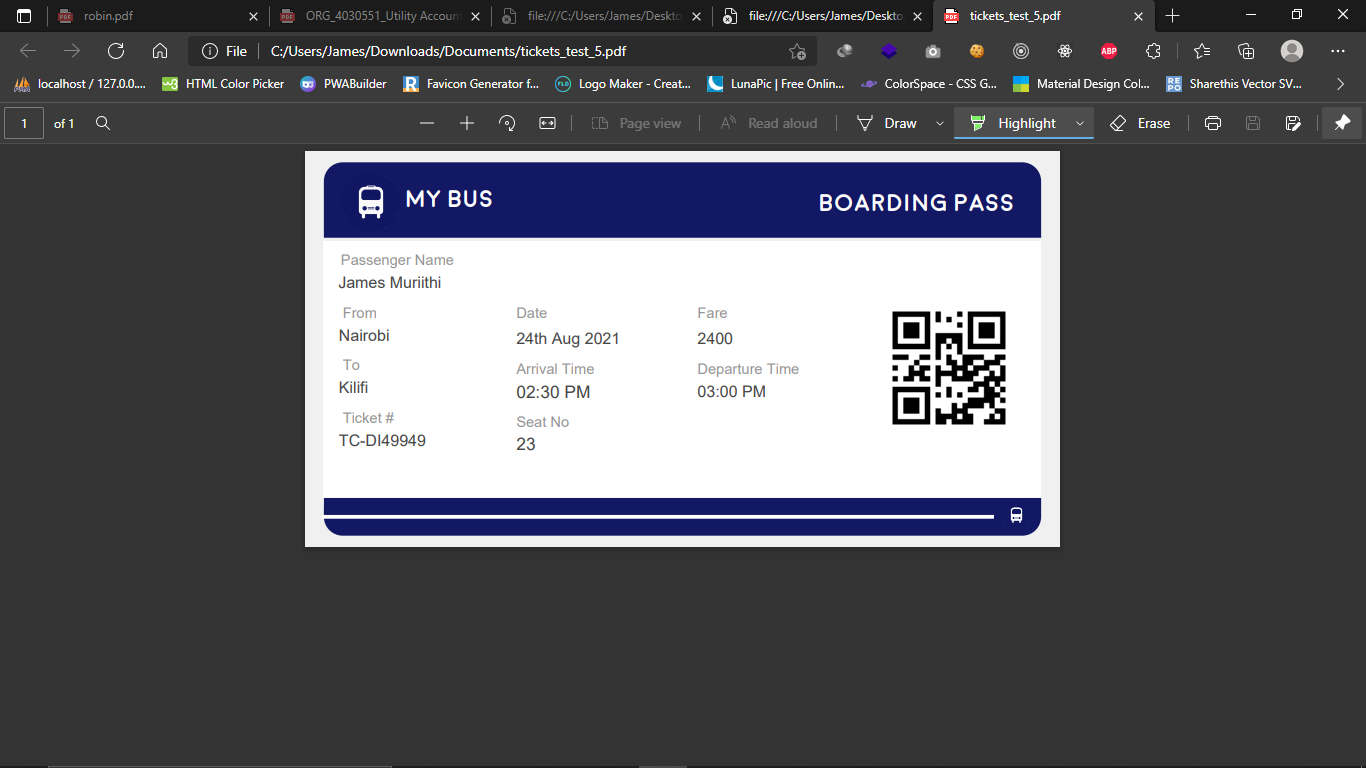 robin.pdf
ORG_4030551_Utility Accoun
file:///C:/Users/James/Deskto
file:///C:/Users/James/Deskto
tickets_test_5.pdf
File
C:/Users/James/Downloads/Documents/tickets_test_5.pdf
ABP
localhost / 127.0.0...
HTML Color Picker
PWABuilder
Favicon Generator f...
Logo Maker - Creat...
LunaPic | Free Onlin...
ColorSpace - CSS G...
Material Design Col...
Sharethis Vector SV...
1 of 1
Page view
Read aloud
Draw
Highlight
Erase
MY BUS
BOARDING PASS
Passenger Name
James Muriithi
From
Nairobi
Date
24th Aug 2021
Fare
2400
To
Kilifi
Arrival Time
02:30 PM
Departure Time
03:00 PM
Ticket #
TC-DI49949
Seat No
23